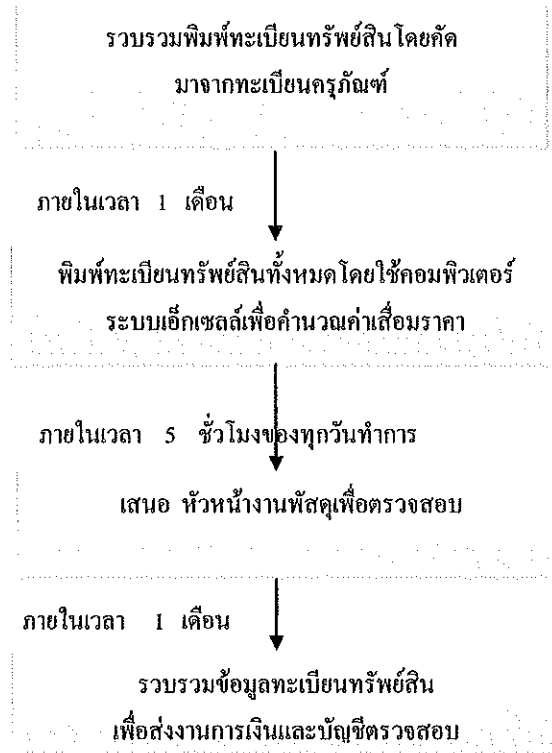 รวบรวมพิมพ์ทะเบียนทรัพย์สินโดยคัด
มาจากทะเบียนครุภัณฑ์
ภายในเวลา 1 เดือน
พิมพ์ทะเบียนทรัพย์สินทั้งหมดโดยใช้คอมพิวเตอร์
ระบบเอ็กเซลล์เพื่อคำนวณค่าเสื่อมราคา
ภายในเวลา 5 ชั่วโมงของทุกวันทำการ
เสนอ หัวหน้างานพัสดุเพื่อตรวจสอบ
ภายในเวลา 1 เดือน
รวบรวมข้อมูลทะเบียนทรัพย์สิน
เพื่อส่งงานการเงินและบัญชีตรวจสอบ